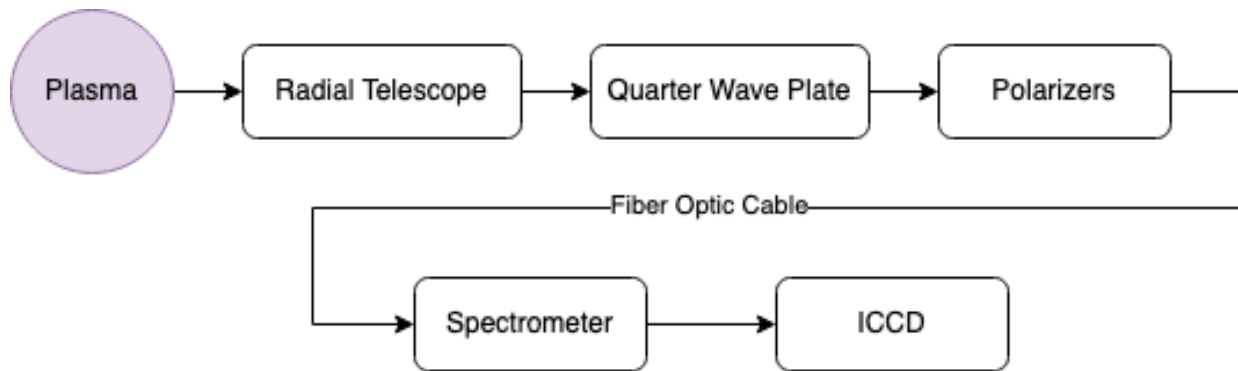 Plasma
Radial Telescope
Quarter Wave Plate
Polarizers
Fiber Optic Cable
Spectrometer
ICCD